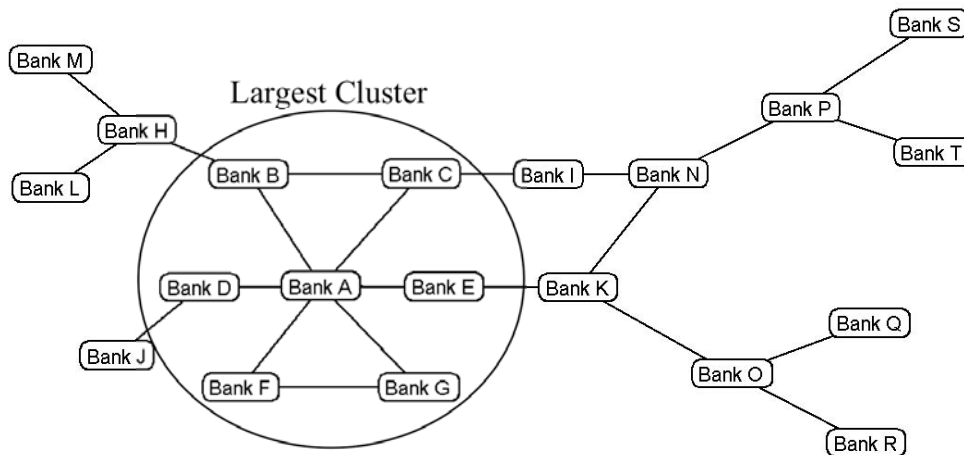 Bank S
Bank M
Largest Cluster
Bank P
Bank H
Bank T
Bank B
Bank C
Bank I
Bank N
Bank L
Bank D
Bank A
Bank E
Bank K
Bank Q
Bank J
Bank O
Bank F
Bank G
Bank R